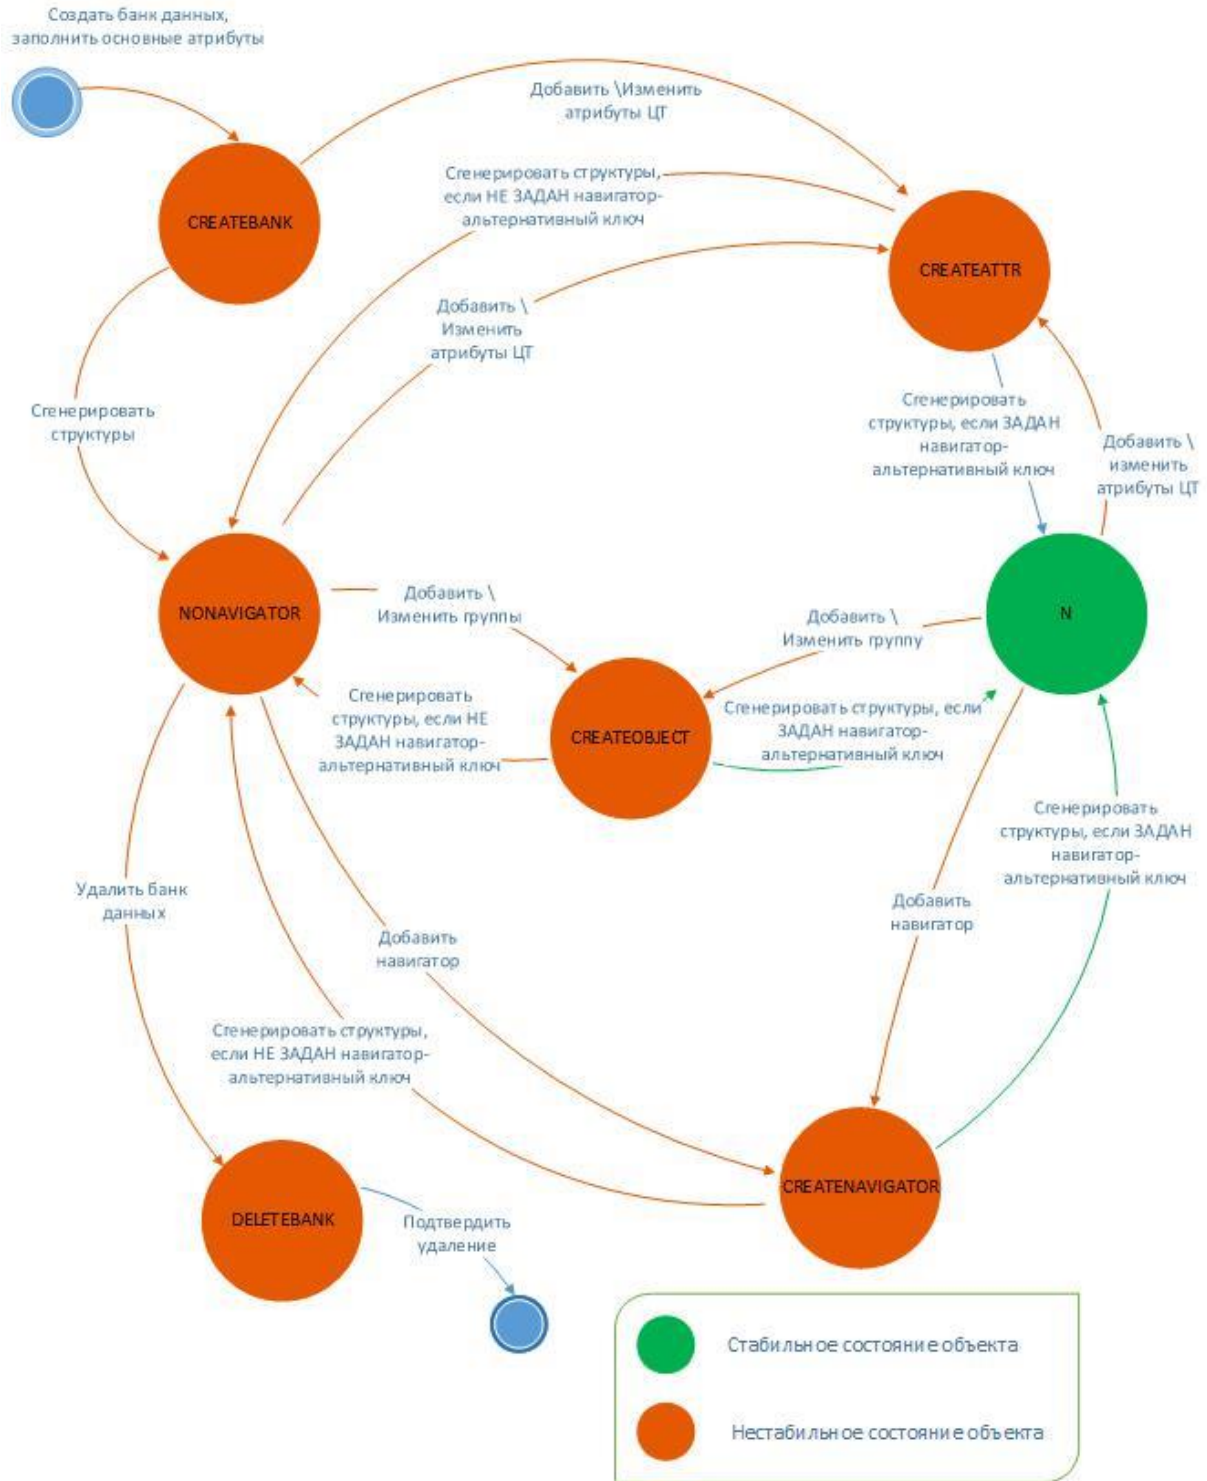 Создать банк данных,
заполнить основные атрибуты
Добавить \Изменить
атрибуты ЦТ
CREATEBANK
Сгенерировать структуры,
если НЕ ЗАДАН навигатор-
альтернативный ключ
CREATEATTR
Добавить \
Изменить
атрибуты ЦТ
Сгенерировать
структуры
Сгенерировать
структуры, если ЗАДАН
навигатор-
альтернативный ключ
Добавить \
изменить
атрибуты ЦТ
NONAVIGATOR
Добавить \
Изменить группы
Добавить \
Изменить группу
N
Сгенерировать
структуры, если НЕ
ЗАДАН навигатор-
альтернативный ключ
CREATEOBJECT
Сгенерировать структуры, если
ЗАДАН навигатор-
альтернативный ключ
Сгенерировать
структуры, если ЗАДАН
навигатор-
альтернативный ключ
Удалить банк
данных
Добавить
навигатор
Добавить
навигатор
Сгенерировать структуры,
если НЕ ЗАДАН навигатор-
альтернативный ключ
CREATENAVIGATOR
DELETEBANK
Подтвердить
удаление
Стабильное состояние объекта
Нестабильное состояние объекта